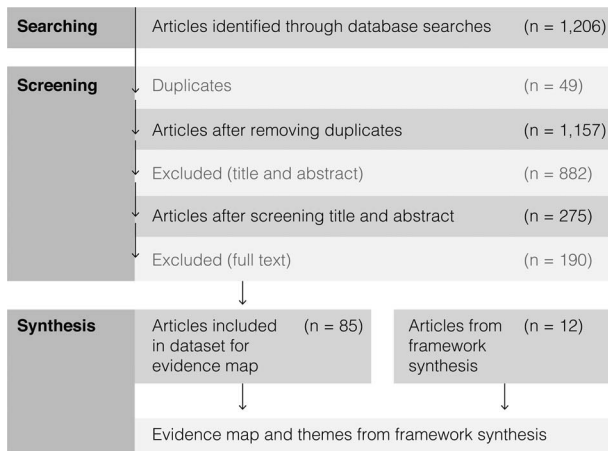 Searching Articles identified through database searches (n = 1,206)
Screening Duplicates (n = 49)
Articles after removing duplicates (n = 1,157)
Excluded (title and abstract) (n = 882)
Articles after screening title and abstract (n = 275)
Excluded (full text) (n = 190)
Synthesis Articles included (n = 85) Articles from (n = 12)
in dataset for framework
evidence map synthesis
Evidence map and themes from framework synthesis